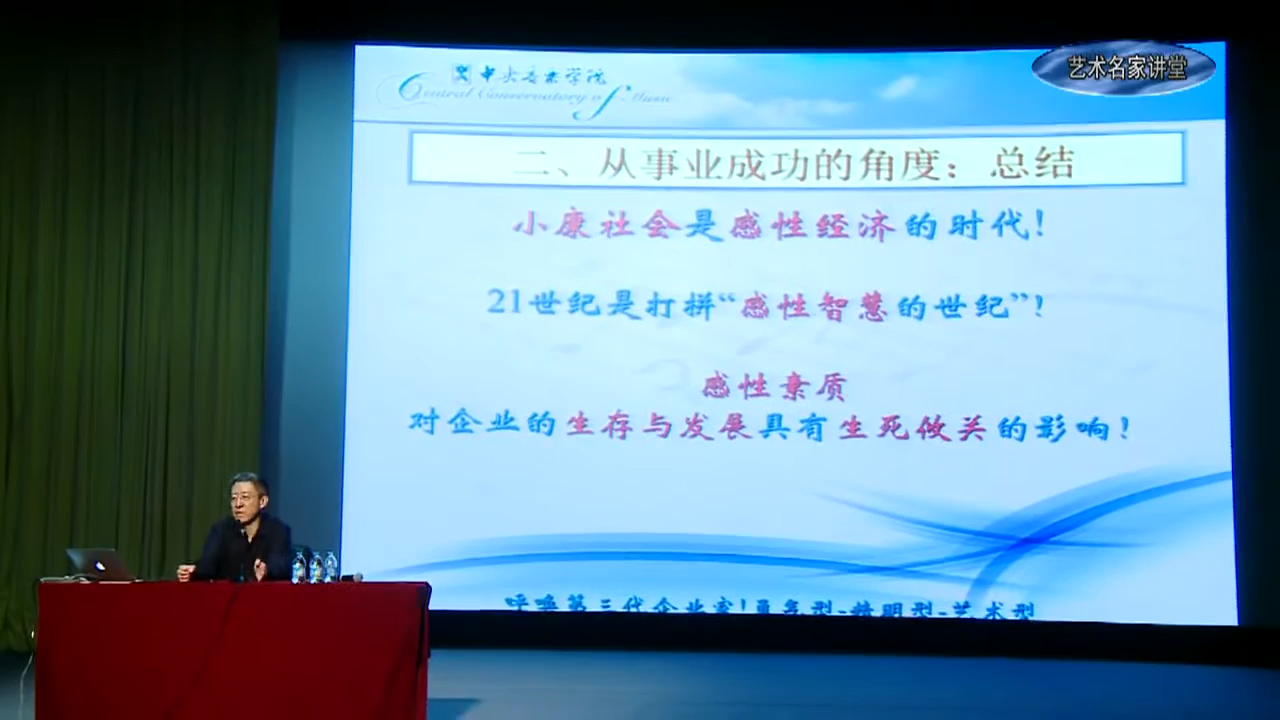 艺术名家讲堂
中央音乐学院
Central Conservatory of Music
二、从事业成功的角度：总结
小康社会是感性经济的时代！
21世纪是打拼“感性智慧的世纪”！
感性素质
对企业的生存与发展具有生死攸关的影响！
呼唤第三代企业家！勇气型-精明型-艺术型